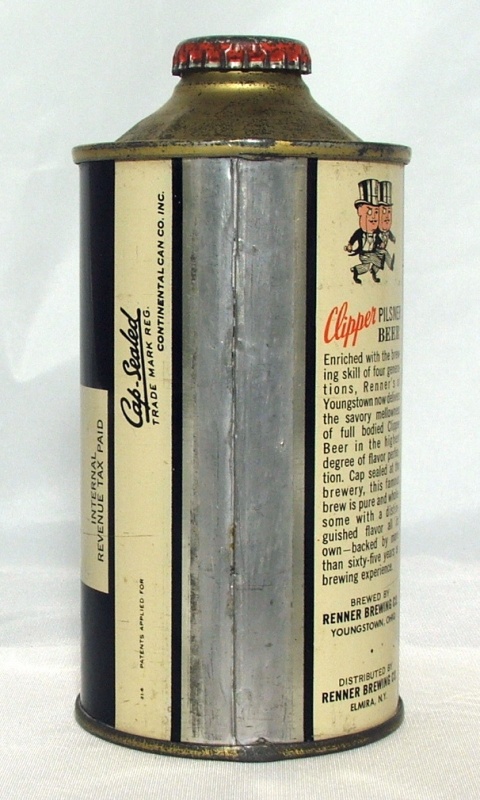 INTERNAL
REVENUE TAX PAID
Cap-Sealed
TRADE MARK REG.
CONTINENTAL CAN CO. INC.
PATENTS APPLIED FOR
Clipper PILSNER
BEER
Enriched with the brew-
ing skill of four genera-
tions, Renner's
Youngstown now delivers
the savory mellowness
of full bodied Clipper
Beer in the highest
degree of flavor perfec-
tion. Cap sealed at the
brewery, this famous
brew is pure and whole-
some with a distin-
guished flavor all its
own—backed by more
than sixty-five years
brewing experience.
BREWED BY
RENNER BREWING CO.
YOUNGSTOWN, OHIO
DISTRIBUTED BY
RENNER BREWING CO.
ELMIRA, N.Y.